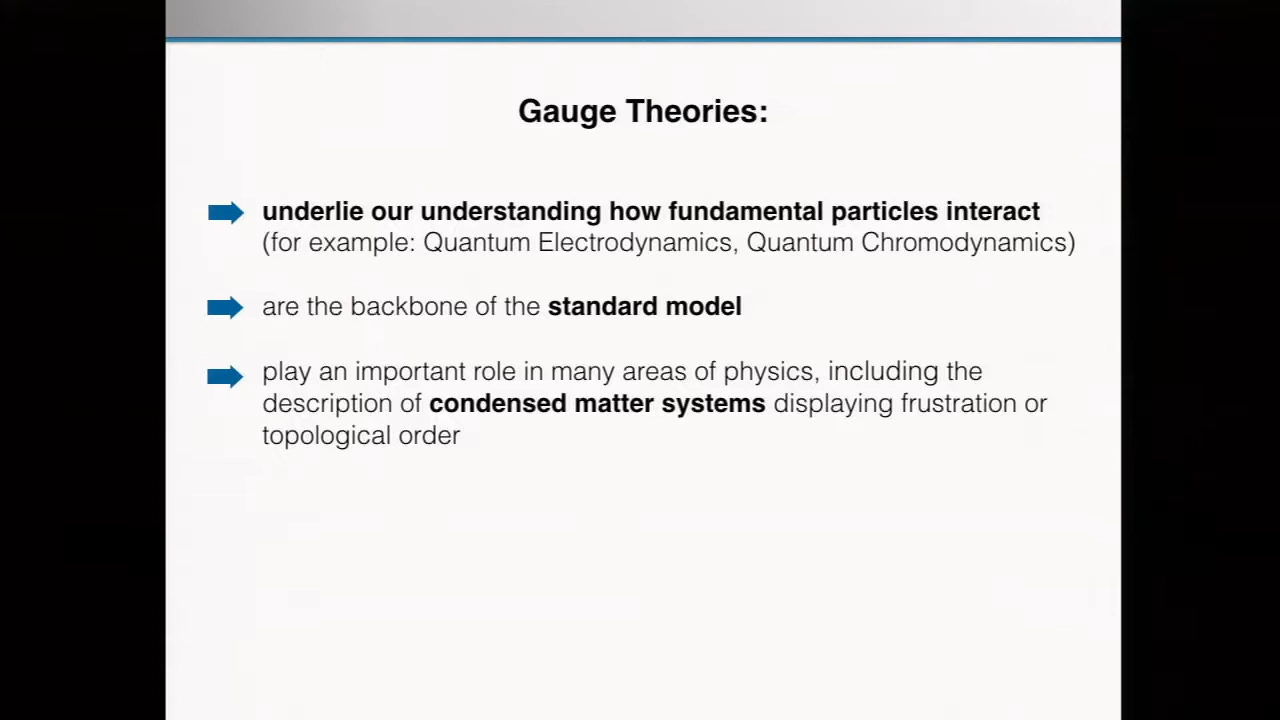 Gauge Theories:
underlie our understanding how fundamental particles interact
(for example: Quantum Electrodynamics, Quantum Chromodynamics)
are the backbone of the standard model
play an important role in many areas of physics, including the
description of condensed matter systems displaying frustration or
topological order